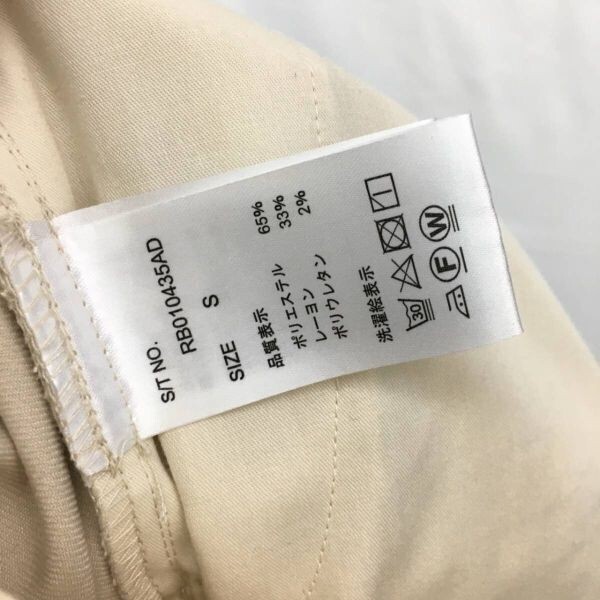 S/T NO.
RB010435AD
SIZE S
品質表示
ポリエステル 65%
レーヨン 33%
ポリウレタン 2%
洗濯絵表示
30
F W